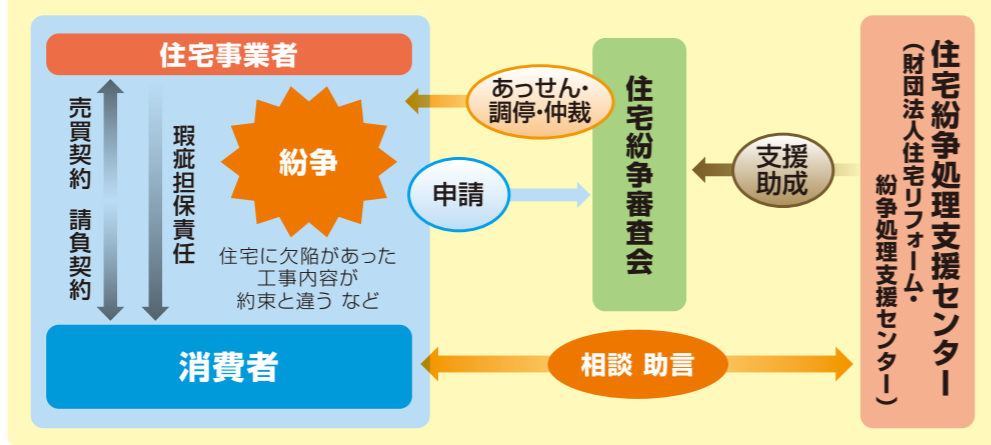 住宅事業者
売買契約 請負契約
瑕疵担保責任
紛争
住宅に欠陥があった
工事内容が
約束と違う など
消費者
あっせん・
調停・仲裁
申請
住宅紛争審査会
支援
助成
相談 助言
住宅紛争処理支援センター
(財団法人住宅リフォーム・
紛争処理支援センター)